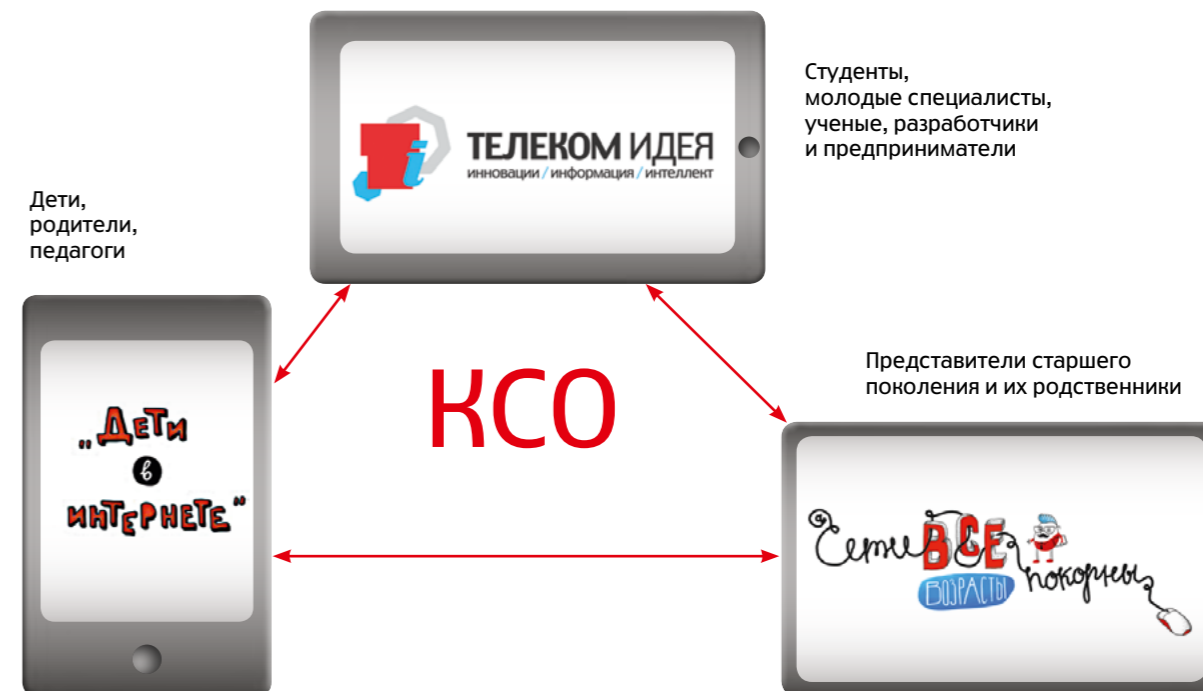 Студенты,
молодые специалисты,
ученые, разработчики
и предприниматели
ТЕЛЕКОМ ИДЕЯ
инновации / информация / интеллект
Дети,
родители,
педагоги
КСО
„Дети
в
интернете“
Представители старшего
поколения и их родственники
@
Сети ВСЕ
ВОЗРАСТЫ
покорны